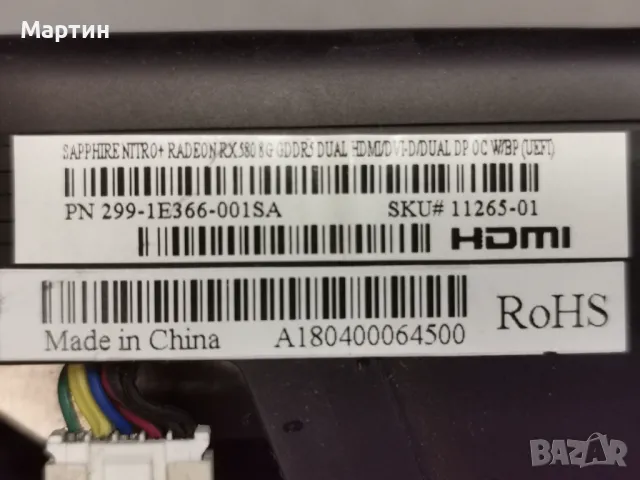 Мартин
SAPPHIRE NITRO+ RADEON RX 580 8G GDDR5 DUAL HDMI/DVI-D/DUAL DP OC W/BP (UEFI)
PN 299-1E366-001SA SKU# 11265-01
HDMI
Made in China A180400064500 RoHS
BAZAR